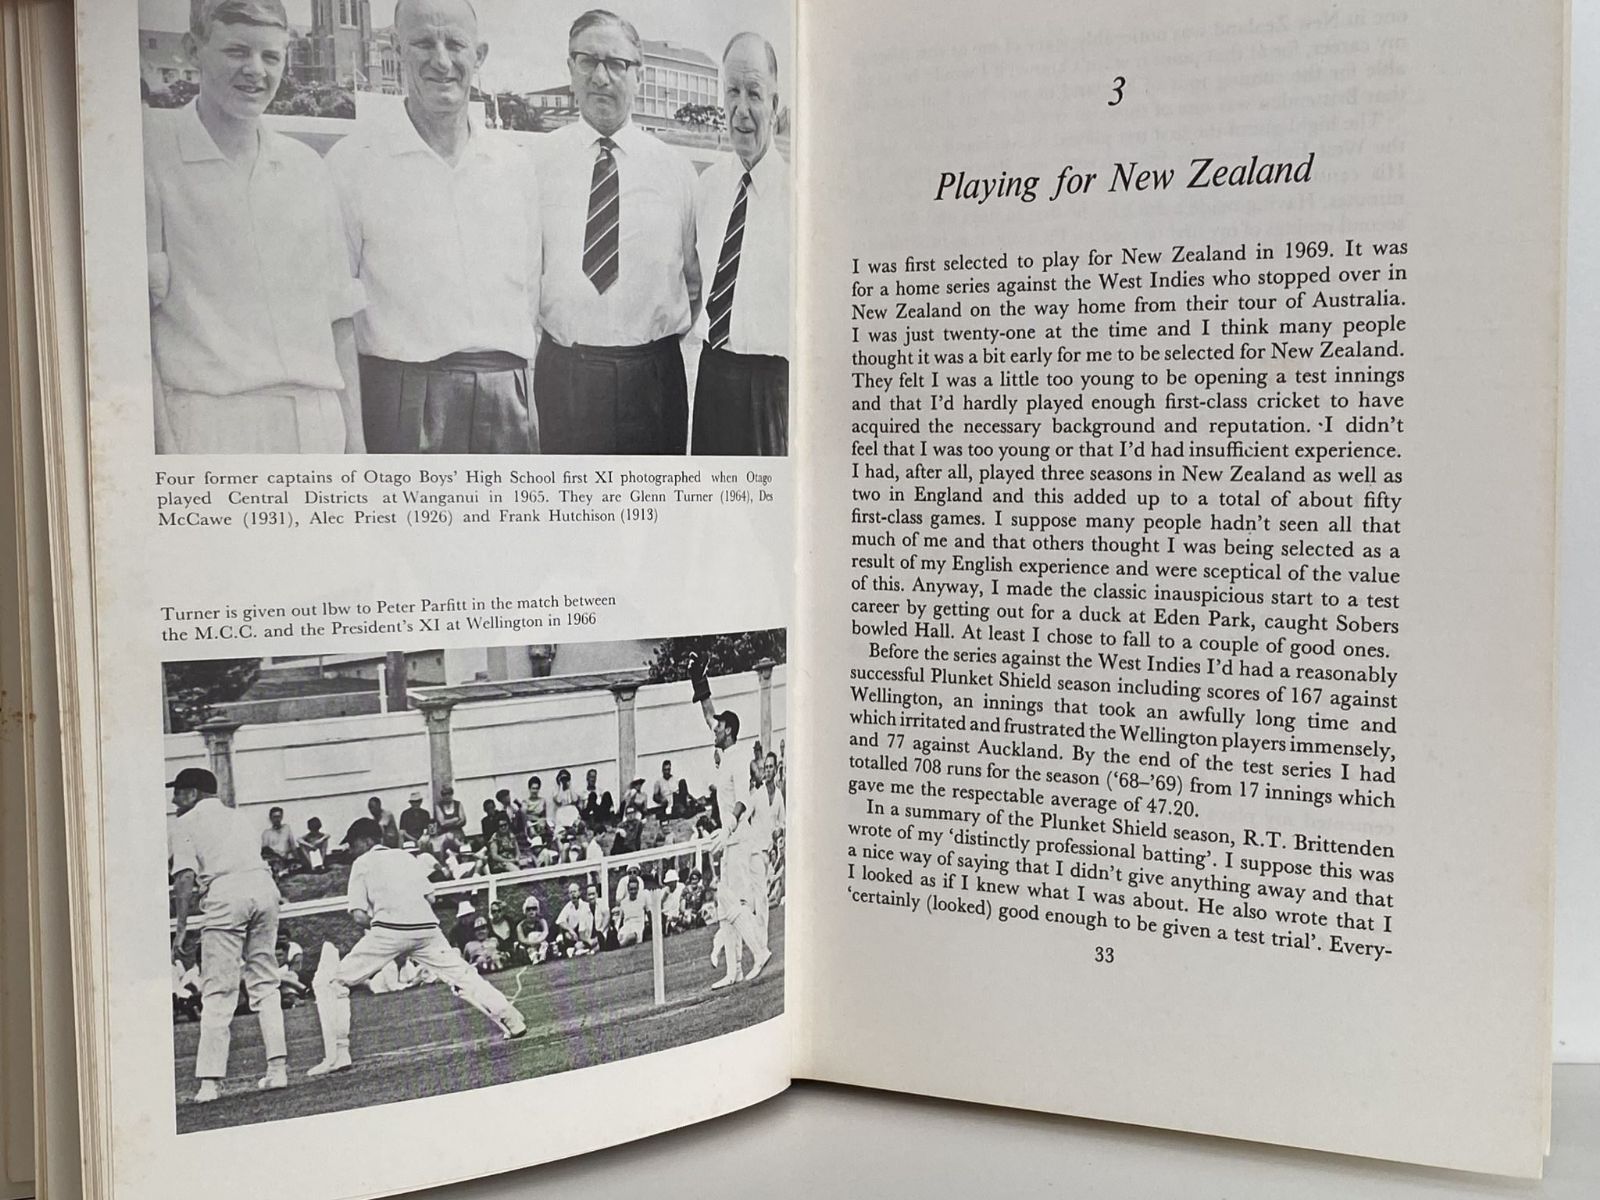 Four former captains of Otago Boys' High School first XI photographed when Otago
played Central Districts at Wanganui in 1965. They are Glenn Turner (1964), Des
McCawe (1931), Alec Priest (1926) and Frank Hutchison (1913)
Turner is given out lbw to Peter Parfitt in the match between
the M.C.C. and the President's XI at Wellington in 1966
3
Playing for New Zealand
I was first selected to play for New Zealand in 1969. It was
for a home series against the West Indies who stopped over in
New Zealand on the way home from their tour of Australia.
I was just twenty-one at the time and I think many people
thought it was a bit early for me to be selected for New Zealand.
They felt I was a little too young to be opening a test innings
and that I'd hardly played enough first-class cricket to have
acquired the necessary background and reputation. I didn't
feel that I was too young or that I'd had insufficient experience.
I had, after all, played three seasons in New Zealand as well as
two in England and this added up to a total of about fifty
first-class games. I suppose many people hadn't seen all that
much of me and that others thought I was being selected as a
result of my English experience and were sceptical of the value
of this. Anyway, I made the classic inauspicious start to a test
career by getting out for a duck at Eden Park, caught Sobers
bowled Hall. At least I chose to fall to a couple of good ones.
Before the series against the West Indies I'd had a reasonably
successful Plunket Shield season including scores of 167 against
Wellington, an innings that took an awfully long time and
which irritated and frustrated the Wellington players immensely,
and 77 against Auckland. By the end of the test series I had
totalled 708 runs for the season ('68–'69) from 17 innings which
gave me the respectable average of 47.20.
In a summary of the Plunket Shield season, R.T. Brittenden
wrote of my 'distinctly professional batting'. I suppose this was
a nice way of saying that I didn't give anything away and that
I looked as if I knew what I was about. He also wrote that I
'certainly (looked) good enough to be given a test trial'. Every-
33